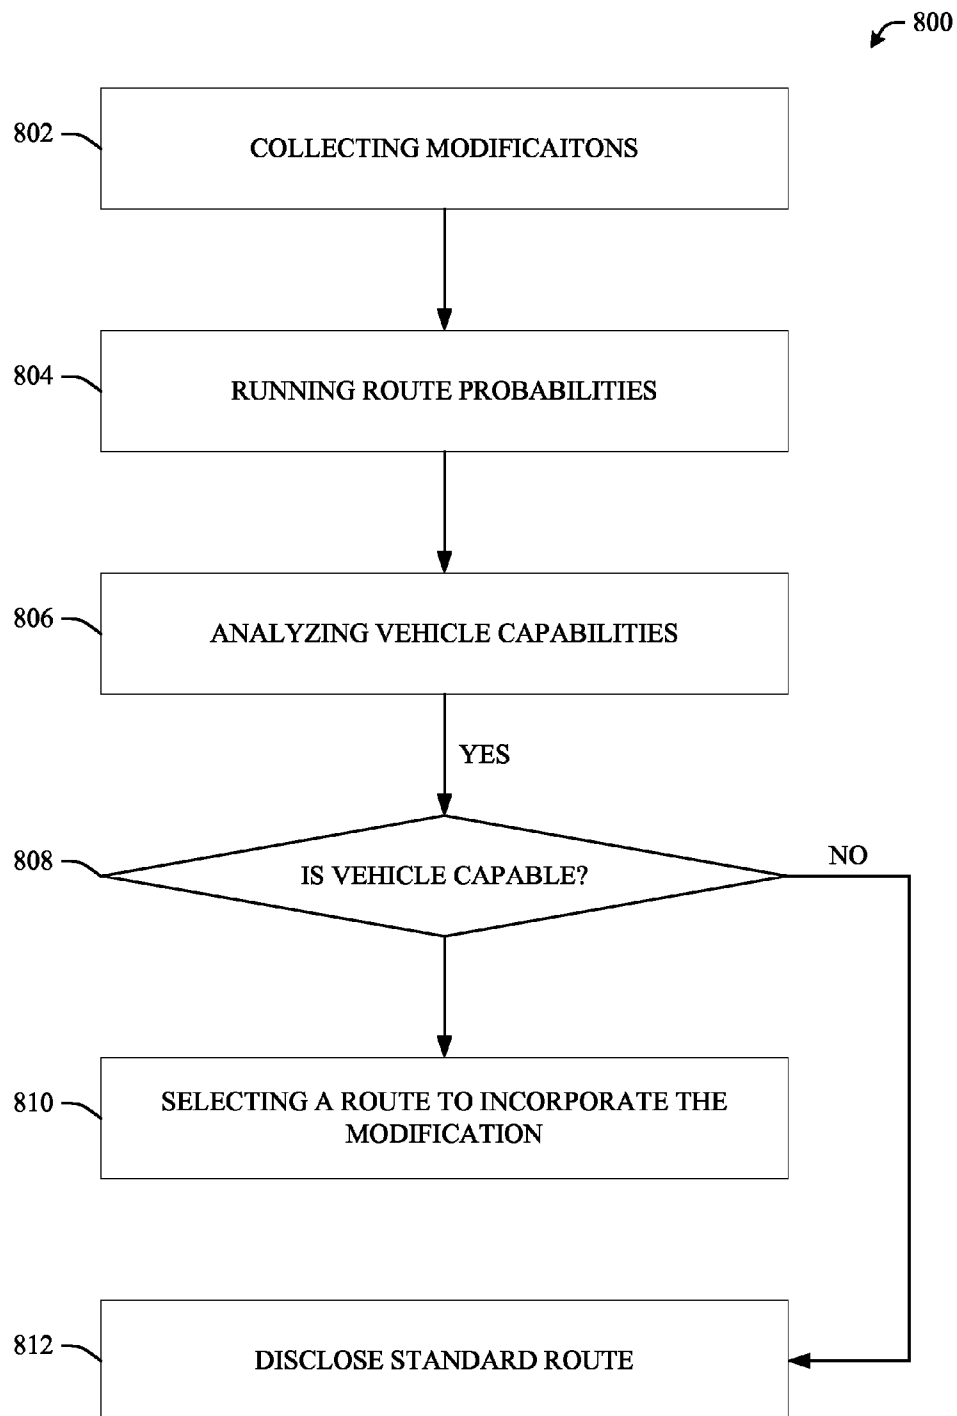 800
802
COLLECTING MODIFICAITONS
804
RUNNING ROUTE PROBABILITIES
806
ANALYZING VEHICLE CAPABILITIES
YES
808
IS VEHICLE CAPABLE?
NO
810
SELECTING A ROUTE TO INCORPORATE THE
MODIFICATION
812
DISCLOSE STANDARD ROUTE